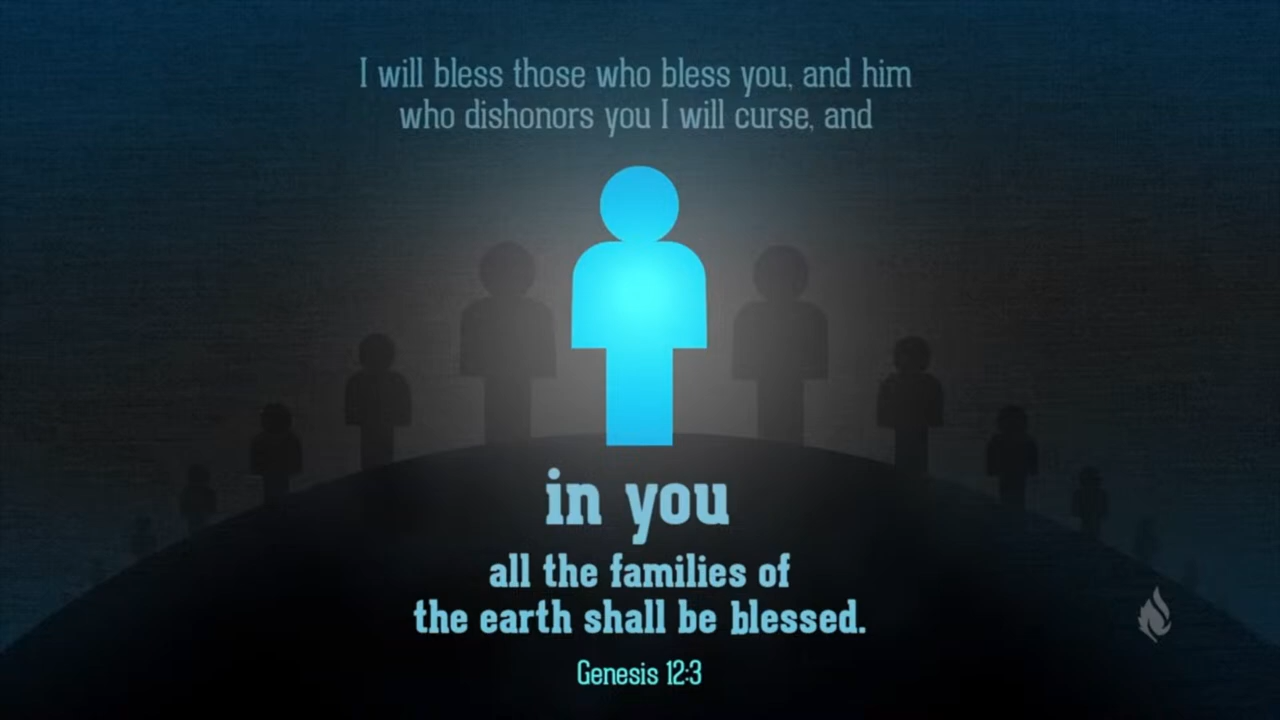 I will bless those who bless you, and him
who dishonors you I will curse, and
in you
all the families of
the earth shall be blessed.
Genesis 12:3